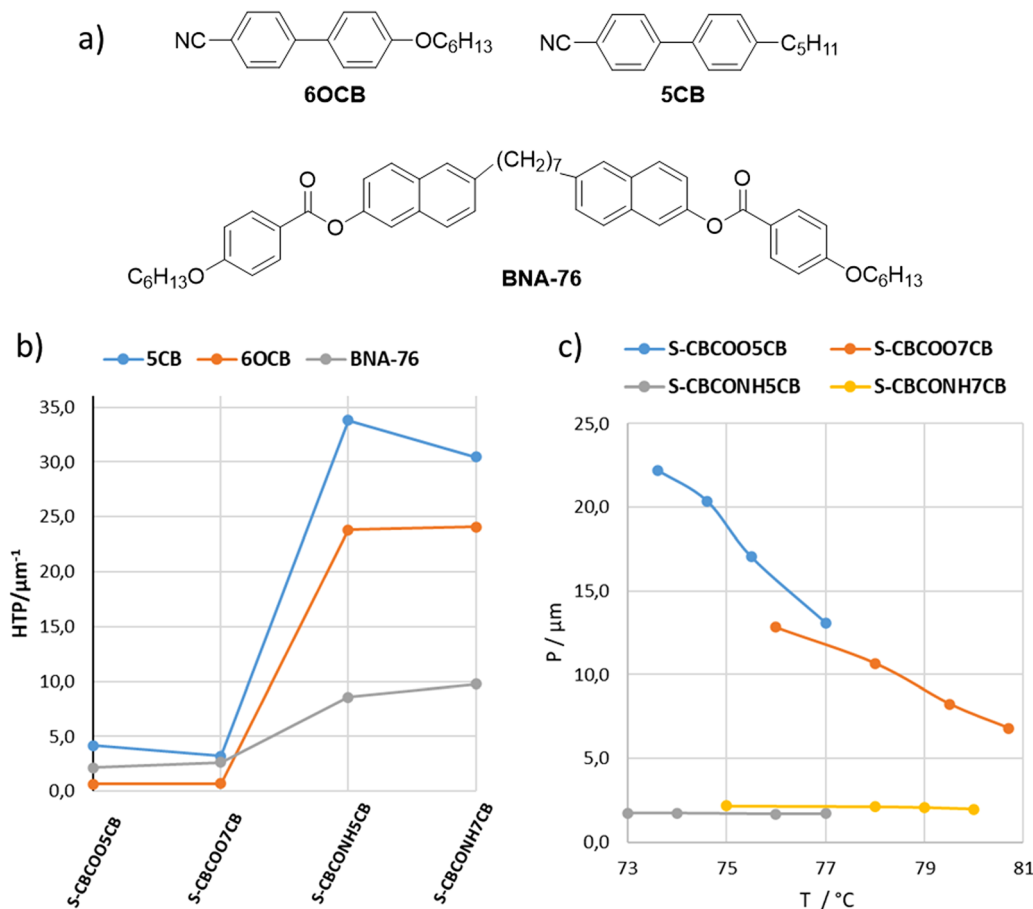 a)
NC
OC6H13
6OCB
NC
C5H11
5CB
(CH2)7
O
O
C6H13O
O
O
OC6H13
BNA-76
b)
5CB 6OCB BNA-76
HTP/µm-1
35,0
30,0
25,0
20,0
15,0
10,0
5,0
0,0
S-CBCOO5CB
S-CBCOO7CB
S-CBCONH5CB
S-CBCONH7CB
c)
S-CBCOO5CB S-CBCOO7CB
S-CBCONH5CB S-CBCONH7CB
P / µm
25,0
20,0
15,0
10,0
5,0
0,0
73 75 77 79 81
T / °C